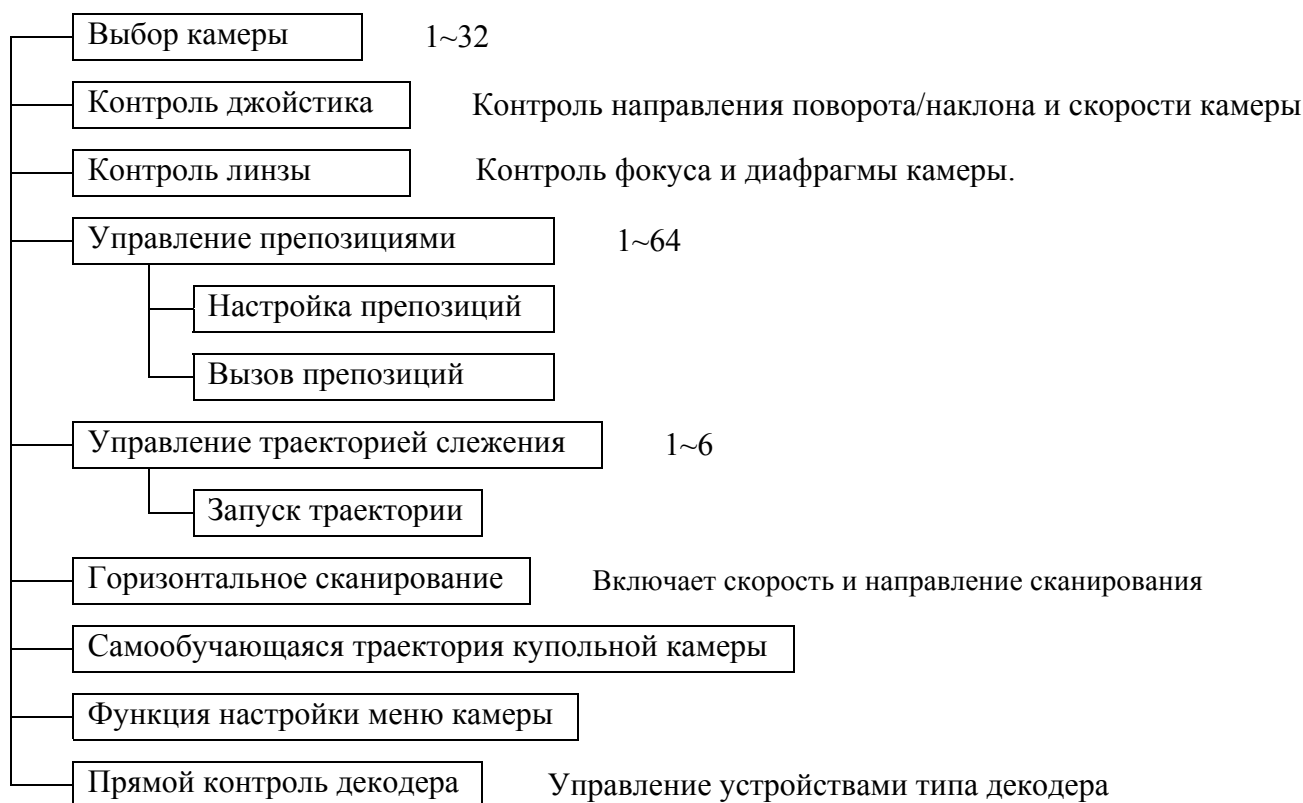 Выбор камеры 1~32
Контроль джойстика Контроль направления поворота/наклона и скорости камеры
Контроль линзы Контроль фокуса и диафрагмы камеры.
Управление препозициями 1~64
Настройка препозиций
Вызов препозиций
Управление траекторией слежения 1~6
Запуск траектории
Горизонтальное сканирование Включает скорость и направление сканирования
Самообучающаяся траектория купольной камеры
Функция настройки меню камеры
Прямой контроль декодера Управление устройствами типа декодера